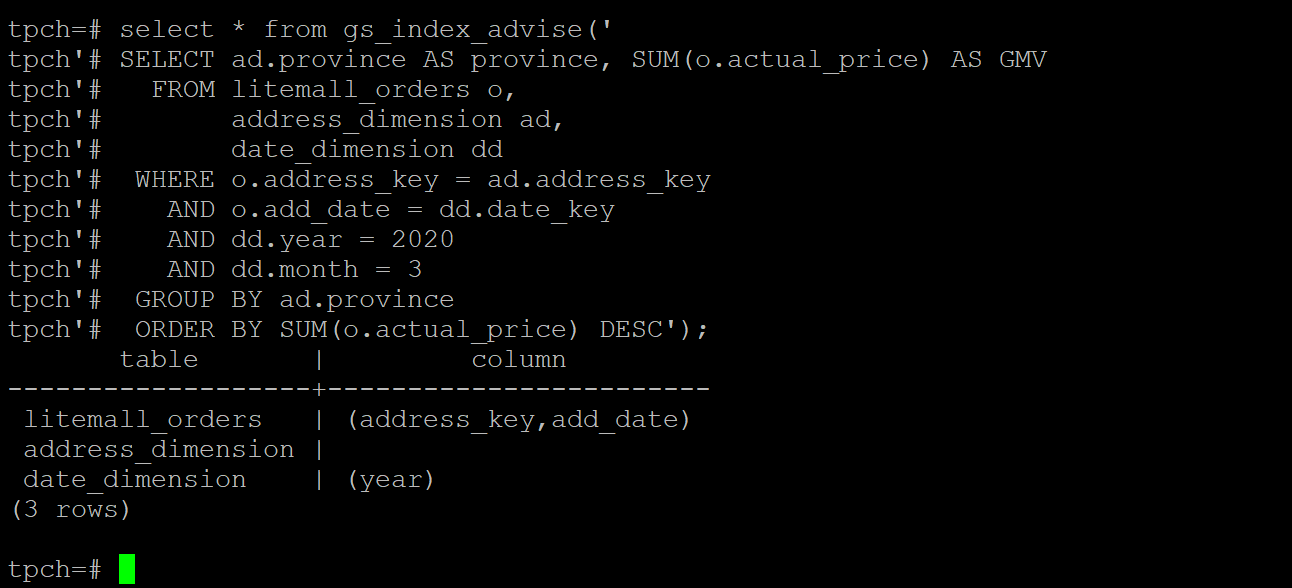 tpch=# select * from gs_index_advise('
tpch'# SELECT ad.province AS province, SUM(o.actual_price) AS GMV
tpch'#   FROM litemall_orders o,
tpch'#        address_dimension ad,
tpch'#        date_dimension dd
tpch'#  WHERE o.address_key = ad.address_key
tpch'#    AND o.add_date = dd.date_key
tpch'#    AND dd.year = 2020
tpch'#    AND dd.month = 3
tpch'#  GROUP BY ad.province
tpch'#  ORDER BY SUM(o.actual_price) DESC');
       table       |         column
-------------------+------------------------
 litemall_orders   | (address_key,add_date)
 address_dimension |
 date_dimension    | (year)
(3 rows)
tpch=#